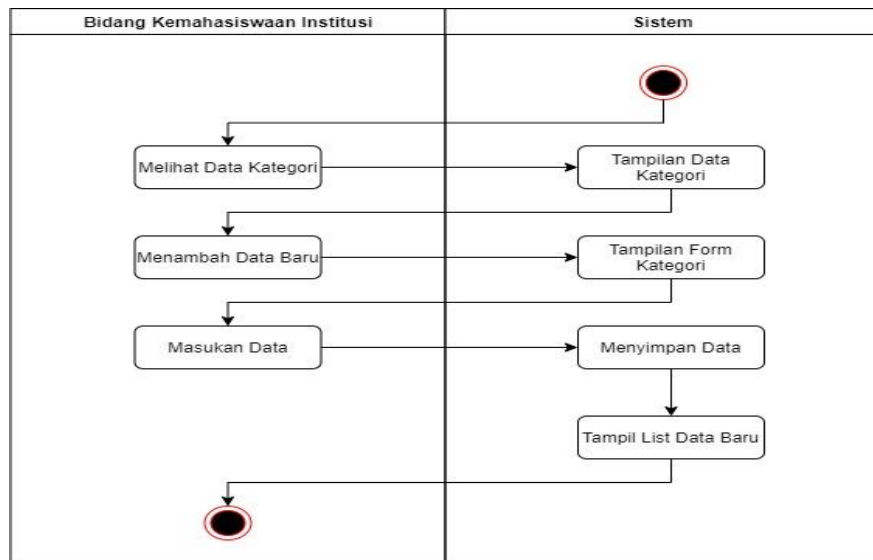 Bidang Kemahasiswaan Institusi
Sistem
Melihat Data Kategori
Tampilan Data
Kategori
Menambah Data Baru
Tampilan Form
Kategori
Masukan Data
Menyimpan Data
Tampil List Data Baru